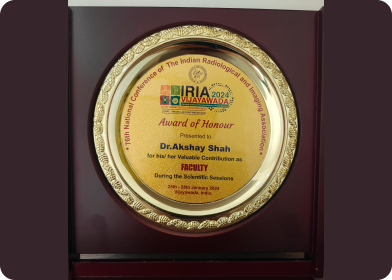 76th National Conference of The Indian Radiological and Imaging Association
IRIA 2024
VIJAYAWADA
Award of Honour
Presented to
Dr.Akshay Shah
for his/ her Valuable Contribution as
FACULTY
During the Scientific Sessions
Vijayawada, India.